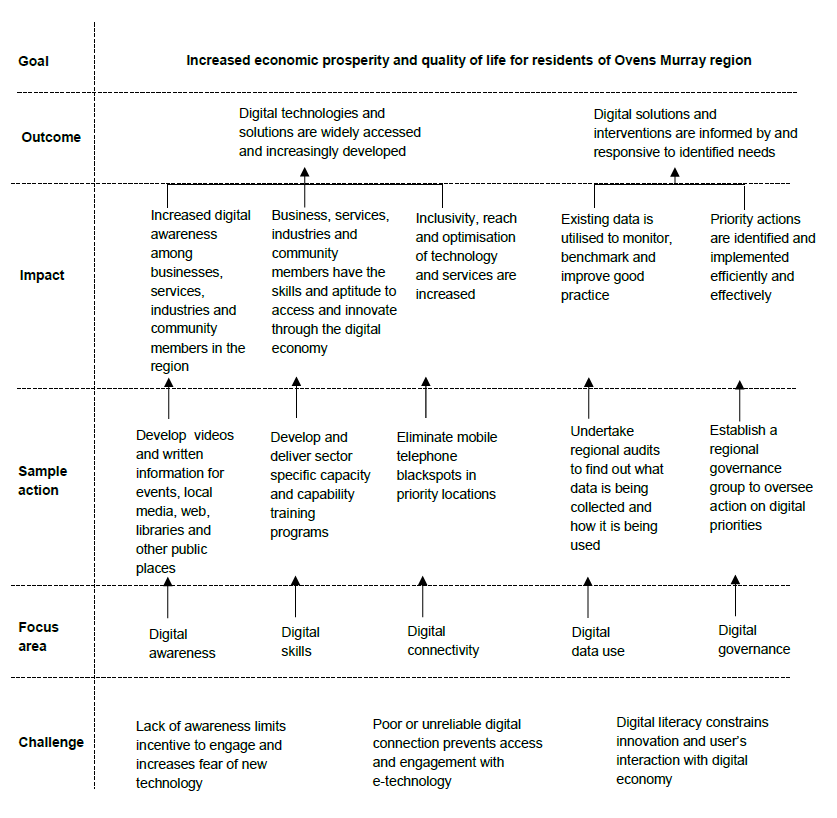 Goal
Increased economic prosperity and quality of life for residents of Ovens Murray region
Outcome
Digital technologies and
solutions are widely accessed
and increasingly developed
Digital solutions and
interventions are informed by and
responsive to identified needs
Impact
Increased digital
awareness
among
businesses,
services,
industries and
community
members in the
region
Business, services,
industries and
community
members have the
skills and aptitude to
access and innovate
through the digital
economy
Inclusivity, reach
and optimisation
of technology
and services are
increased
Existing data is
utilised to monitor,
benchmark and
improve good
practice
Priority actions
are identified and
implemented
efficiently and
effectively
Sample
action
Develop videos
and written
information for
events, local
media, web,
libraries and
other public
places
Develop and
deliver sector
specific capacity
and capability
training
programs
Eliminate mobile
telephone
blackspots in
priority locations
Undertake
regional audits
to find out what
data is being
collected and
how it is being
used
Establish a
regional
governance
group to oversee
action on digital
priorities
Focus
area
Digital
awareness
Digital
skills
Digital
connectivity
Digital
data use
Digital
governance
Challenge
Lack of awareness limits
incentive to engage and
increases fear of new
technology
Poor or unreliable digital
connection prevents access
and engagement with
e-technology
Digital literacy constrains
innovation and user's
interaction with digital
economy